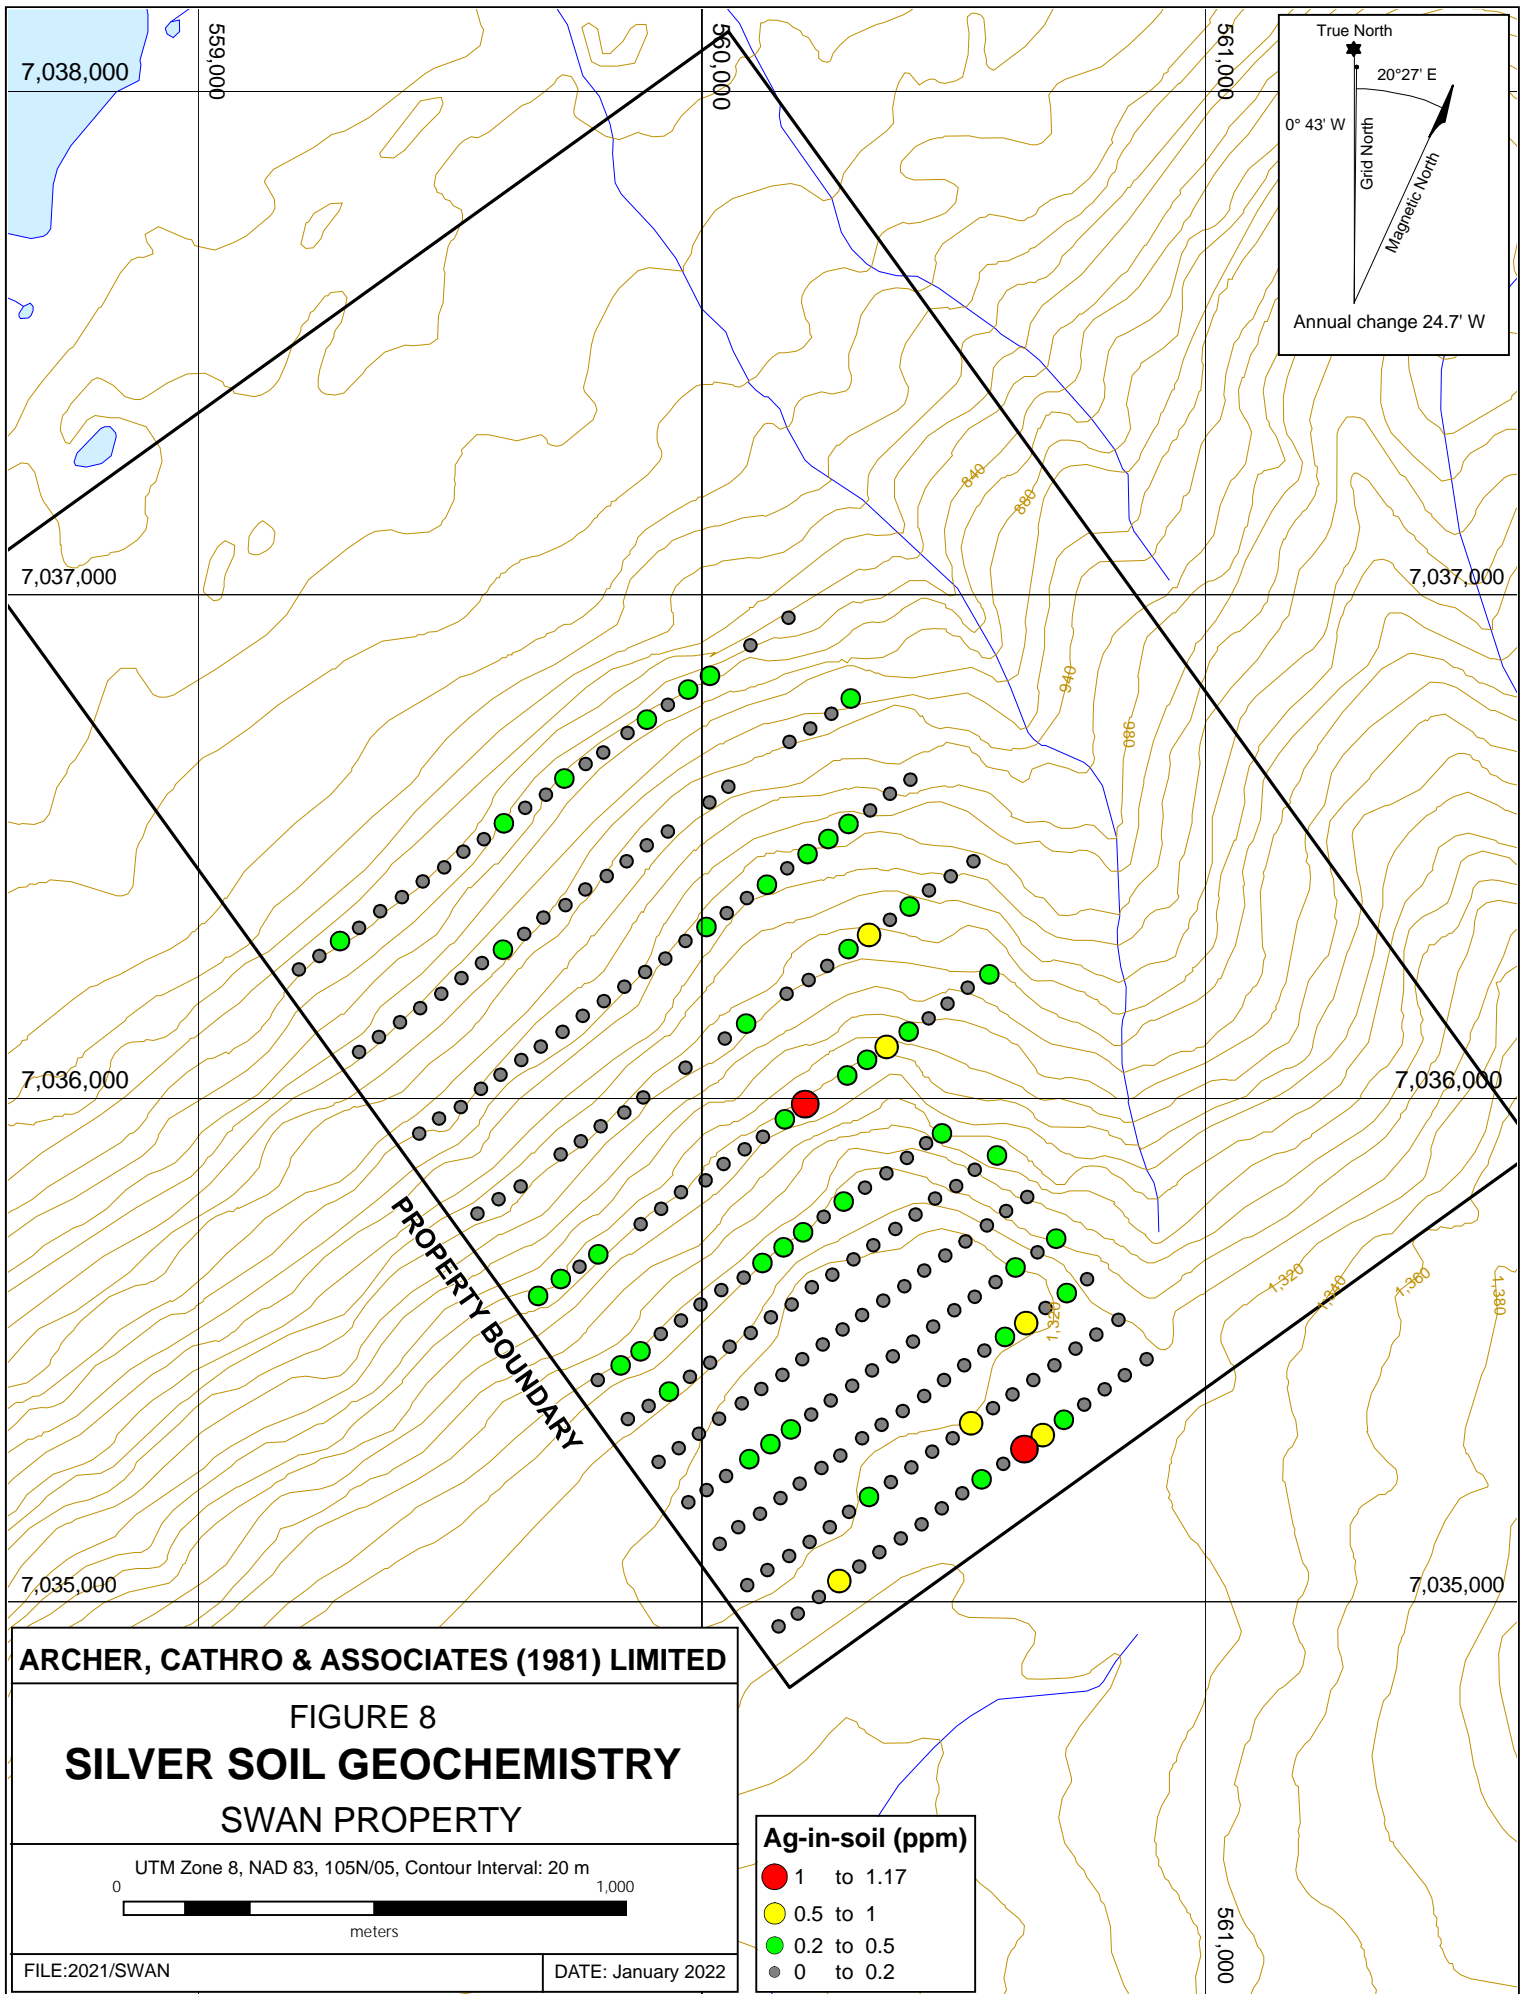 559,000
560,000
561,000
7,038,000
True North
20°27' E
0° 43' W
Grid North
Magnetic North
Annual change 24.7' W
840
880
7,037,000
7,037,000
940
980
7,036,000
7,036,000
PROPERTY BOUNDARY
1,320
1,320
1,340
1,360
1,380
7,035,000
7,035,000
ARCHER, CATHRO & ASSOCIATES (1981) LIMITED
FIGURE 8
SILVER SOIL GEOCHEMISTRY
SWAN PROPERTY
UTM Zone 8, NAD 83, 105N/05, Contour Interval: 20 m
0 1,000
meters
FILE:2021/SWAN
DATE: January 2022
Ag-in-soil (ppm)
1 to 1.17
0.5 to 1
0.2 to 0.5
0 to 0.2
561,000